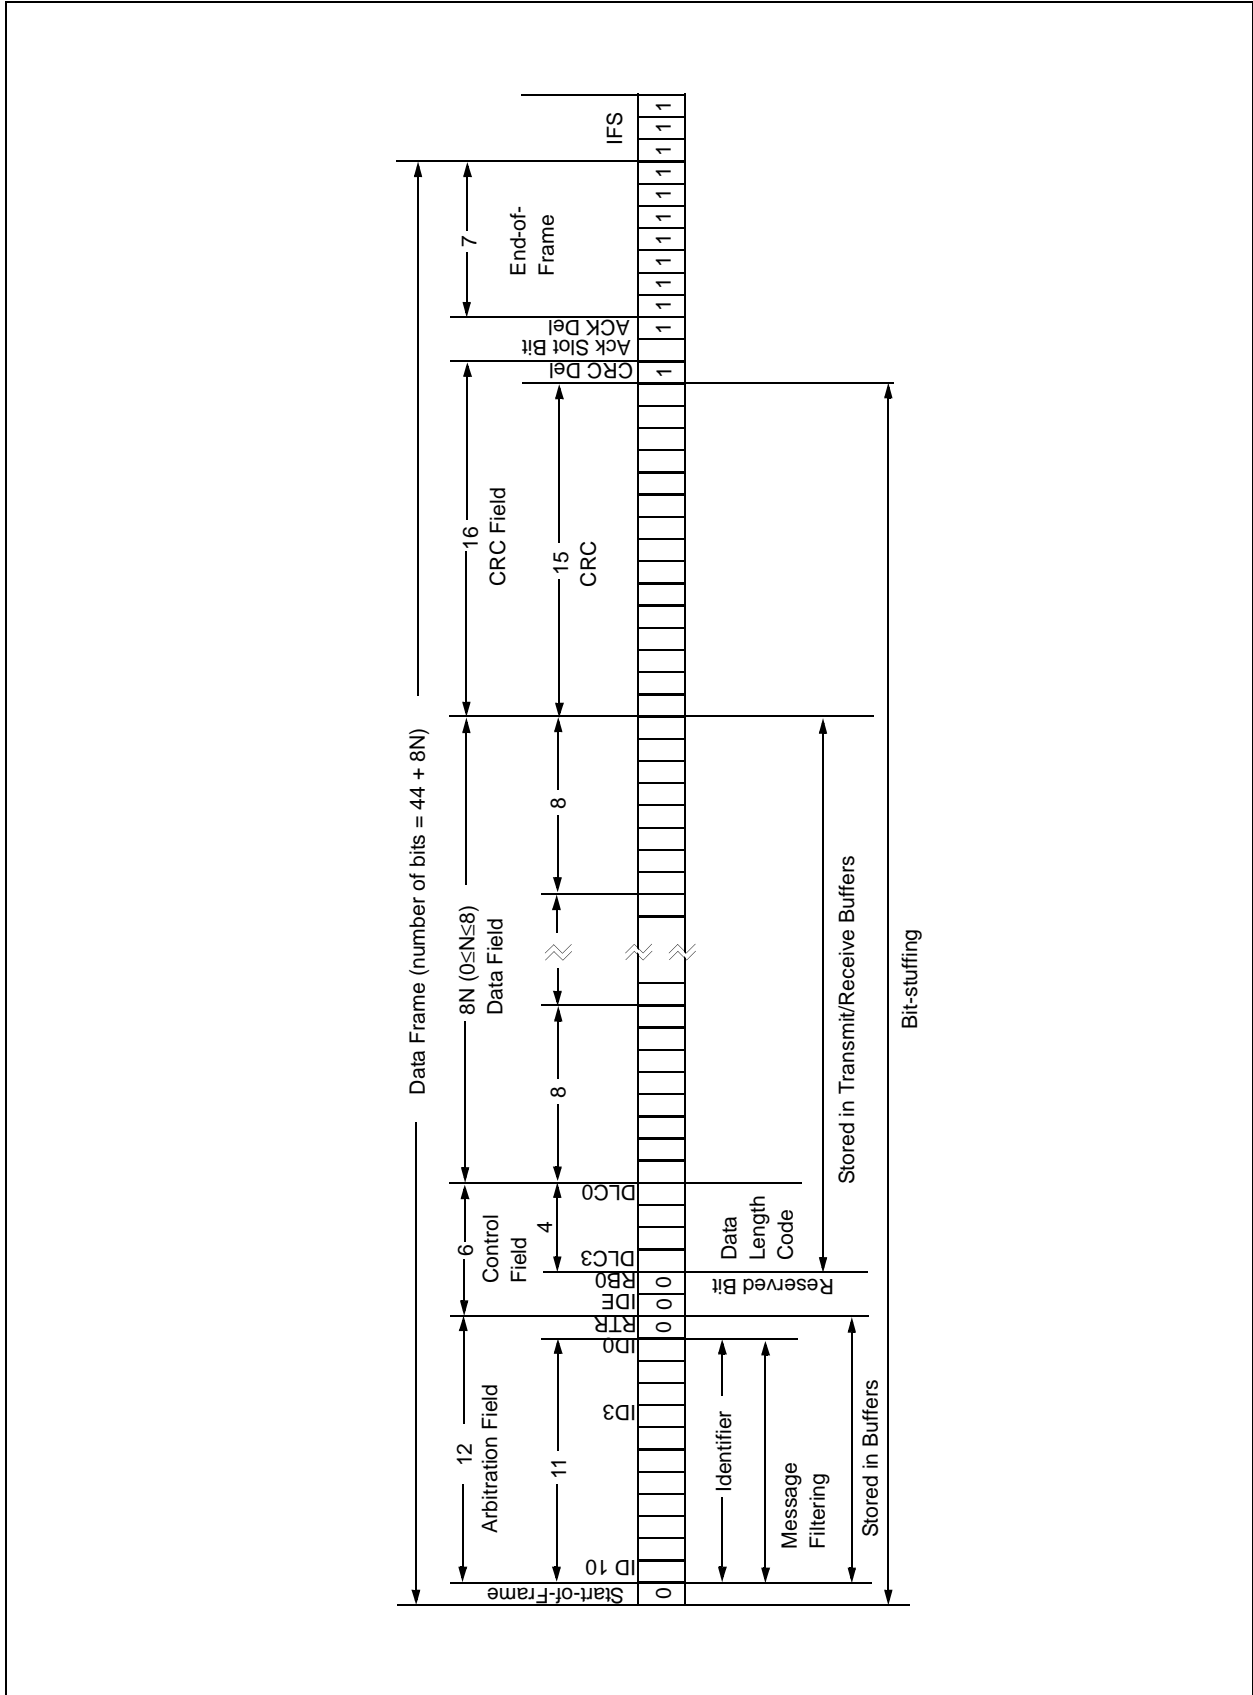 Data Frame (number of bits = 44 + 8N)
12
Arbitration Field
6
Control
Field
8N (0≤N≤8)
Data Field
16
CRC Field
7
End-of-
Frame
IFS
11
4
8
8
15
CRC
Start-of-Frame
ID 10
ID3
ID0
RTR
IDE
RB0
DLC3
DLC0
CRC Del
Ack Slot Bit
ACK Del
0
0
0
0
1
1
1
1
1
1
1
1
1
1
1
1
Identifier
Message
Filtering
Stored in Buffers
Reserved Bit
Data
Length
Code
Stored in Transmit/Receive Buffers
Bit-stuffing